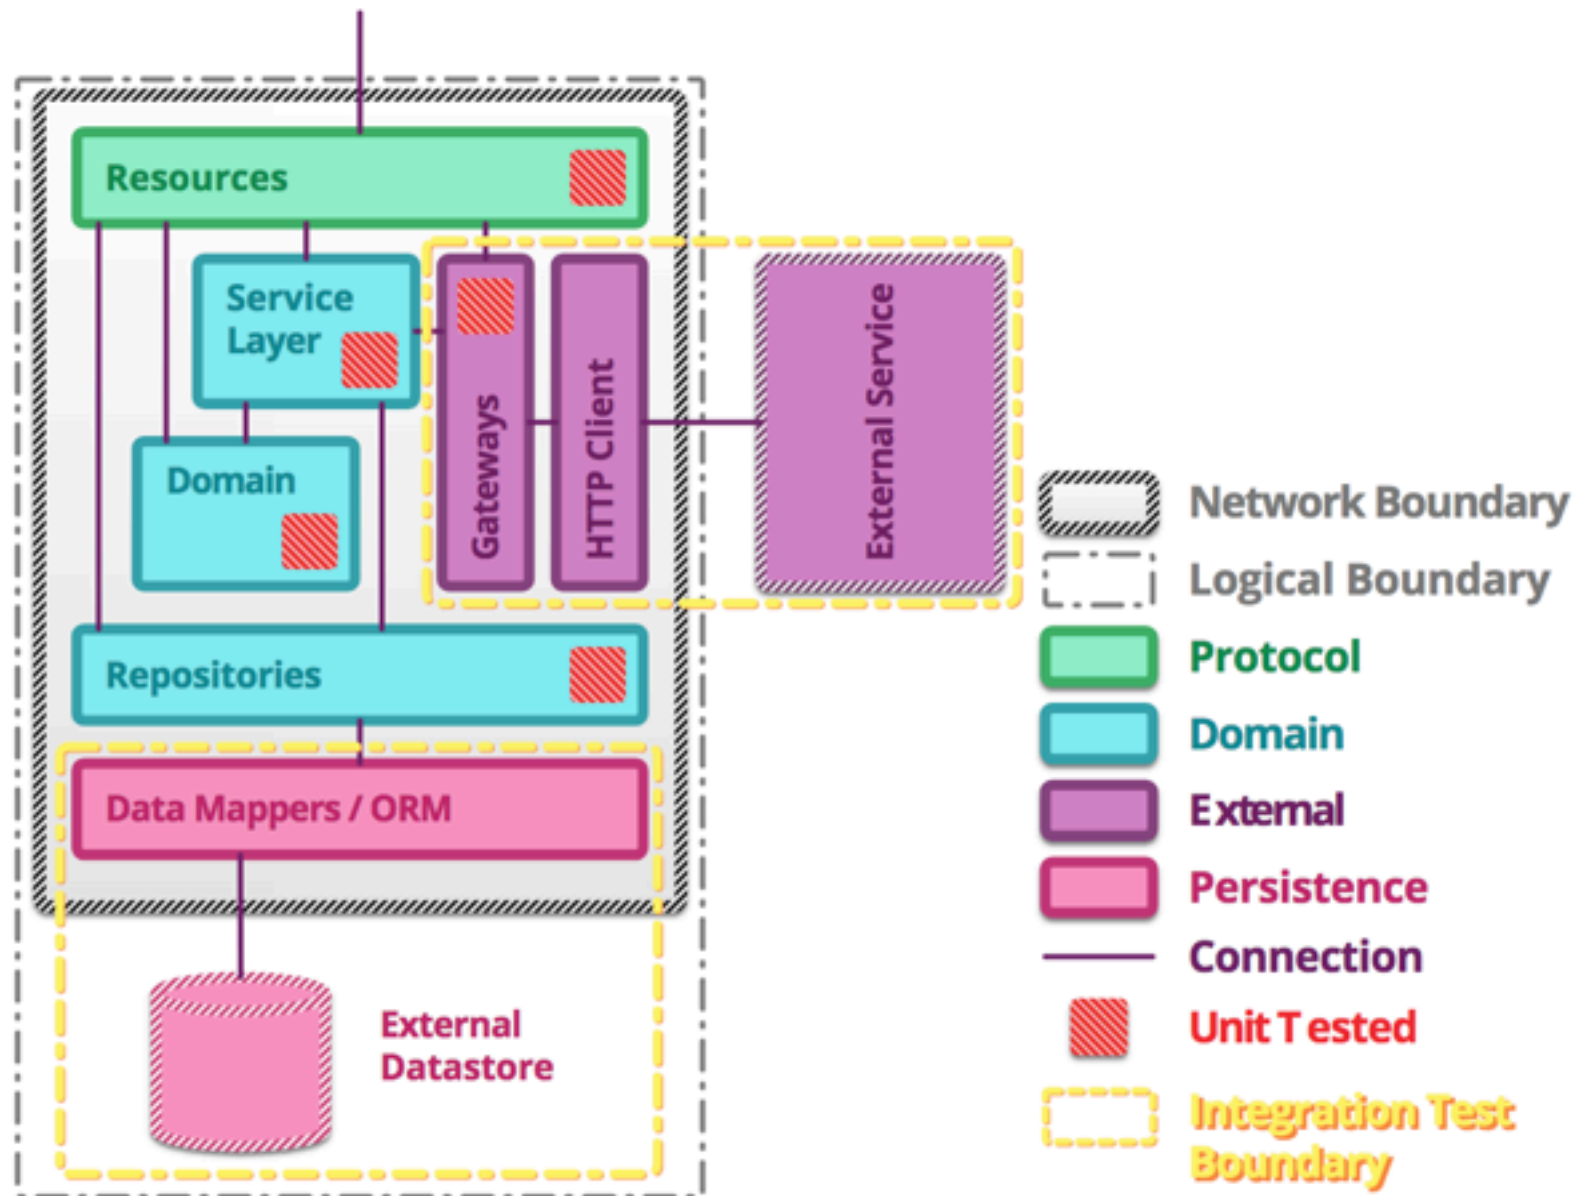 Resources
Service
Layer
Gateways
HTTP Client
External Service
Domain
Repositories
Data Mappers / ORM
External
Datastore
Network Boundary
Logical Boundary
Protocol
Domain
External
Persistence
Connection
Unit Tested
Integration Test
Boundary